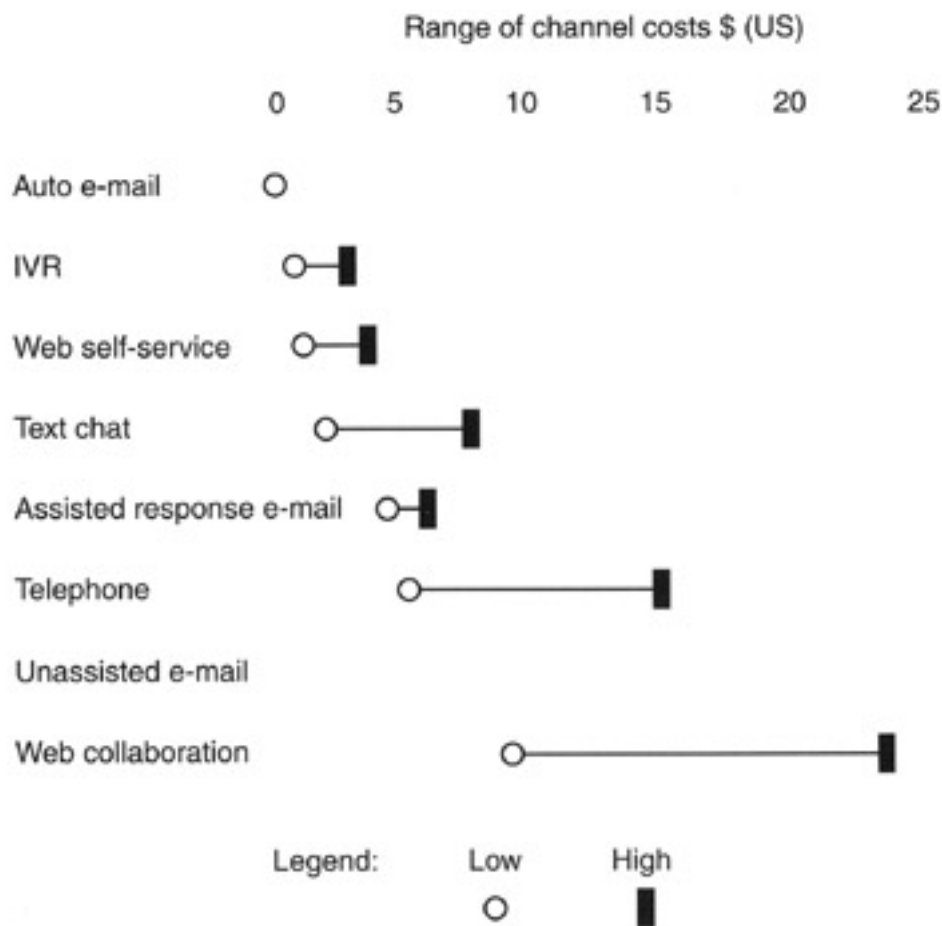 Range of channel costs $ (US)
0 5 10 15 20 25
Auto e-mail
IVR
Web self-service
Text chat
Assisted response e-mail
Telephone
Unassisted e-mail
Web collaboration
Legend: Low High